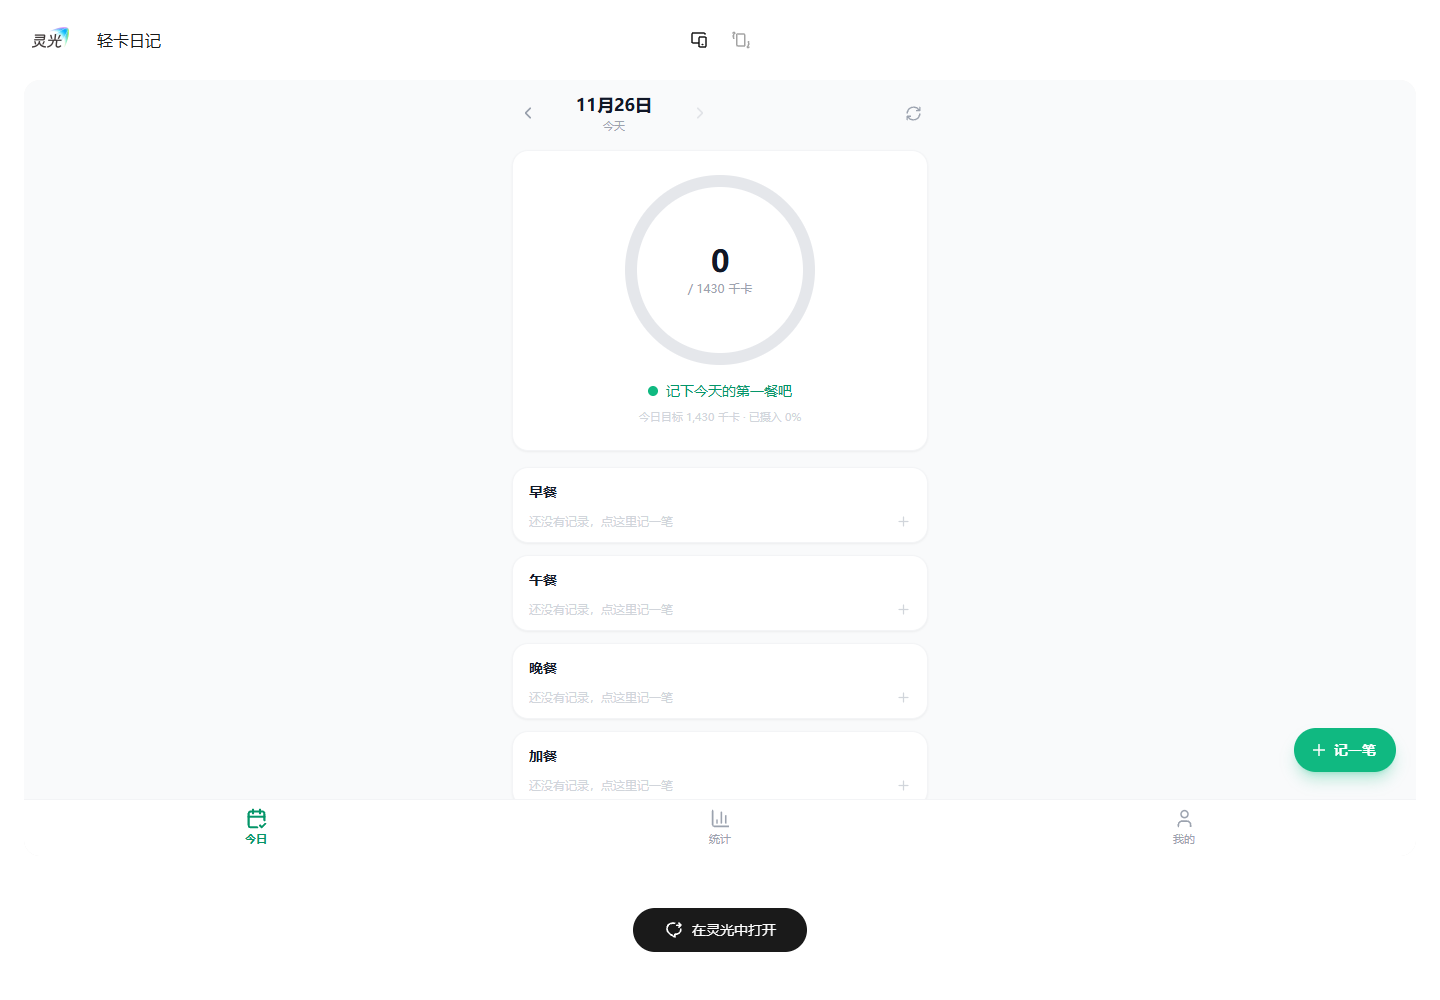 灵光
轻卡日记
11月26日
今天
0
/ 1430 千卡
记下今天的第一餐吧
今日目标 1,430 千卡 · 已摄入 0%
早餐
还没有记录，点这里记一笔
午餐
还没有记录，点这里记一笔
晚餐
还没有记录，点这里记一笔
加餐
还没有记录，点这里记一笔
记一笔
今日
统计
我的
在灵光中打开